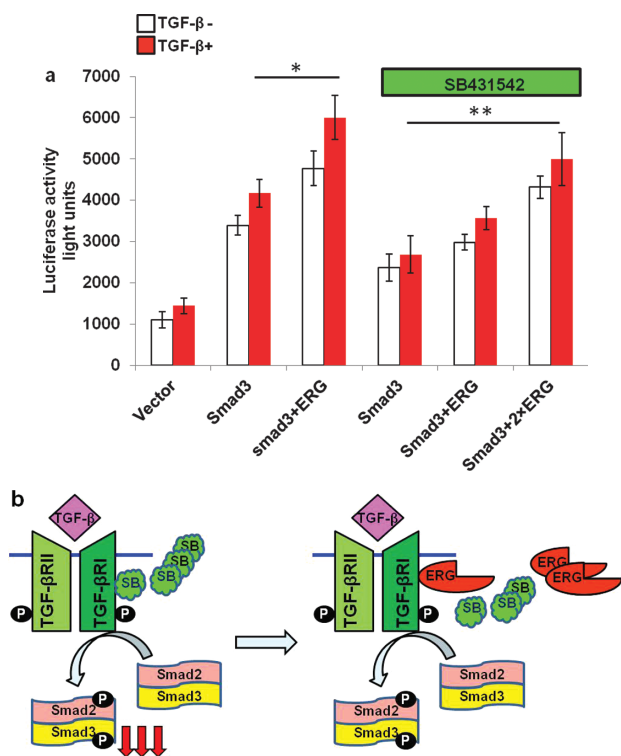 TGF-β -
TGF-β+
a
*
SB431542
**
7000
6000
5000
4000
3000
2000
1000
0
Luciferase activity
light units
Vector
Smad3
smad3+ERG
Smad3
Smad3+ERG
Smad3+2×ERG
b
TGF-β
TGF-βRII
TGF-βRI
SB
SB
SB
SB
P
P
Smad2
Smad3
P
Smad2
Smad3
P
TGF-β
TGF-βRII
TGF-βRI
ERG
ERG
SB
SB
SB
P
P
Smad2
Smad3
P
Smad2
Smad3
P